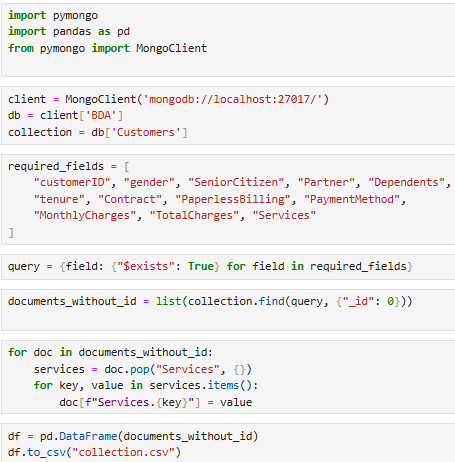 import pymongo
import pandas as pd
from pymongo import MongoClient
client = MongoClient('mongodb://localhost:27017/')
db = client['BDA']
collection = db['Customers']
required_fields = [
    "customerID", "gender", "SeniorCitizen", "Partner", "Dependents",
    "tenure", "Contract", "PaperlessBilling", "PaymentMethod",
    "MonthlyCharges", "TotalCharges", "Services"
]
query = {field: {"$exists": True} for field in required_fields}
documents_without_id = list(collection.find(query, {"_id": 0}))
for doc in documents_without_id:
    services = doc.pop("Services", {})
    for key, value in services.items():
        doc[f"Services.{key}"] = value
df = pd.DataFrame(documents_without_id)
df.to_csv("collection.csv")